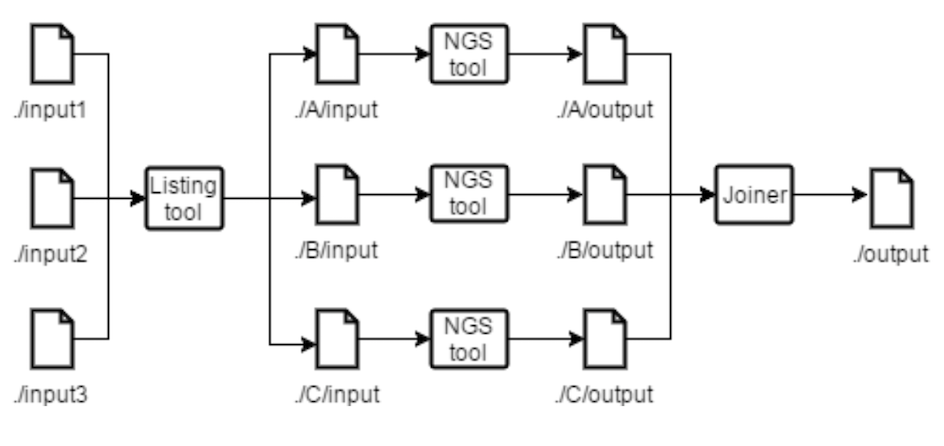 NGS
tool
./input1
./A/input
./A/output
Listing
tool
NGS
tool
Joiner
./input2
./B/input
./B/output
./output
NGS
tool
./input3
./C/input
./C/output